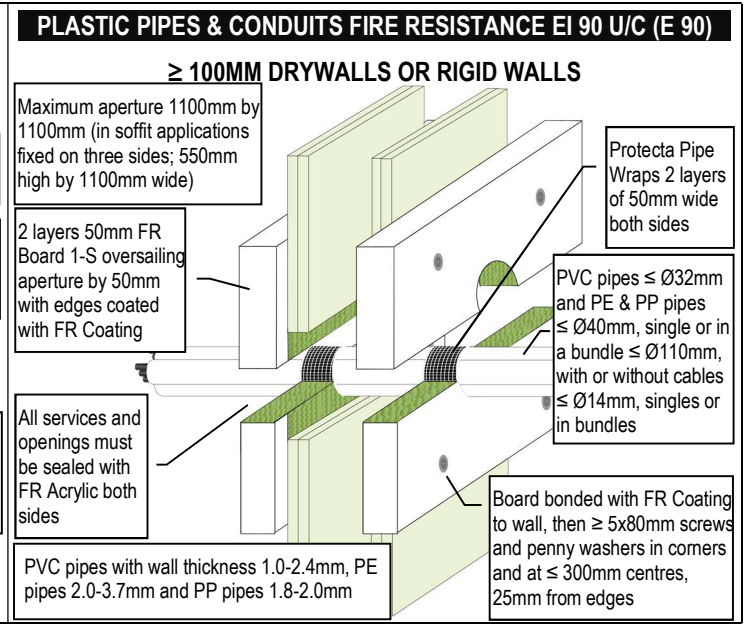 PLASTIC PIPES & CONDUITS FIRE RESISTANCE EI 90 U/C (E 90)
≥ 100MM DRYWALLS OR RIGID WALLS
Maximum aperture 1100mm by
1100mm (in soffit applications
fixed on three sides; 550mm
high by 1100mm wide)
Protecta Pipe
Wraps 2 layers
of 50mm wide
both sides
2 layers 50mm FR
Board 1-S oversailing
aperture by 50mm
with edges coated
with FR Coating
PVC pipes ≤ Ø32mm
and PE & PP pipes
≤ Ø40mm, single or in
a bundle ≤ Ø110mm,
with or without cables
≤ Ø14mm, singles or
in bundles
All services and
openings must
be sealed with
FR Acrylic both
sides
Board bonded with FR Coating
to wall, then ≥ 5x80mm screws
and penny washers in corners
and at ≤ 300mm centres,
25mm from edges
PVC pipes with wall thickness 1.0-2.4mm, PE
pipes 2.0-3.7mm and PP pipes 1.8-2.0mm